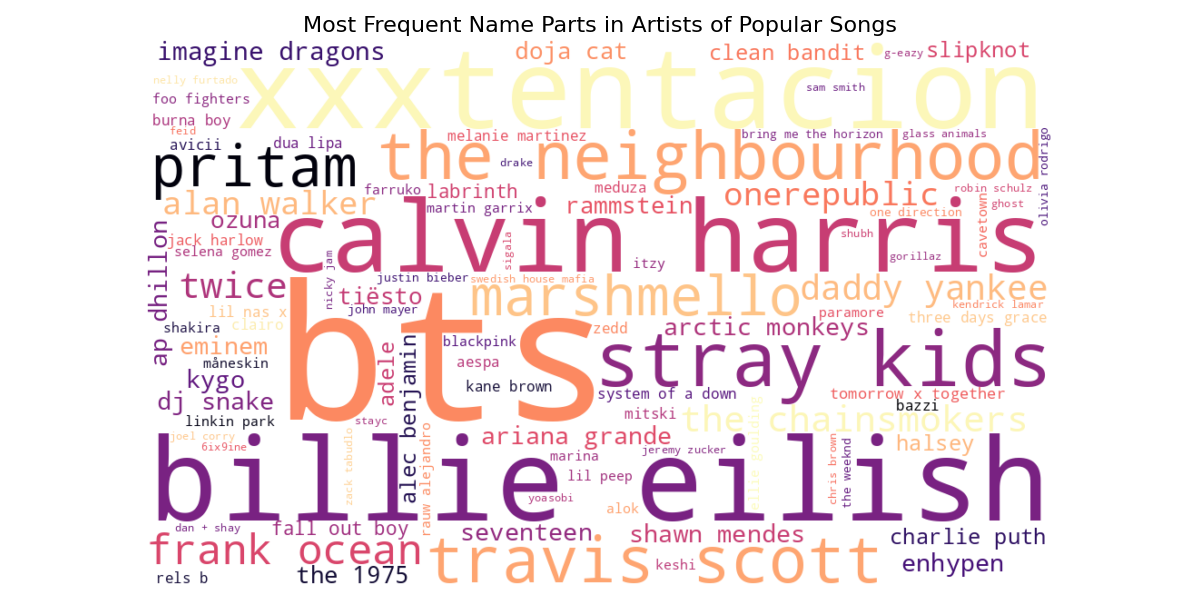 Most Frequent Name Parts in Artists of Popular Songs
imagine dragons
doja cat
clean bandit
g-eazy
slipknot
nelly furtado
xxxtentacion
sam smith
foo fighters
burna boy
feid
avicii
dua lipa
melanie martinez
bring me the horizon
glass animals
olivia rodrigo
pritam
the neighbourhood
drake
farruko
labrinth
meduza
onerepublic
robin schulz
alan walker
martin garrix
rammstein
one direction
cavetown
ghost
ozuna
calvin harris
jack harlow
selena gomez
sigala
shubh
gorillaz
itzy
ap dhillon
nicky jam
twice
justin bieber
swedish house mafia
marshmello
daddy yankee
tiësto
john mayer
lil nas x
clairo
kendrick lamar
paramore
three days grace
shakira
bts
zedd
arctic monkeys
eminem
måneskin
adele
alec benjamin
blackpink
aespa
stray kids
kygo
kane brown
dj snake
system of a down
tomorrow x together
bazzi
linkin park
stayc
mitski
the chainsmokers
joel corry
6ix9ine
zack tabudlo
rauw alejandro
ariana grande
marina
jeremy zucker
ellie goulding
chris brown
the weeknd
halsey
billie eilish
lil peep
yoasobi
alok
dan + shay
fall out boy
seventeen
shawn mendes
charlie puth
frank ocean
travis scott
keshi
enhypen
rels b
the 1975